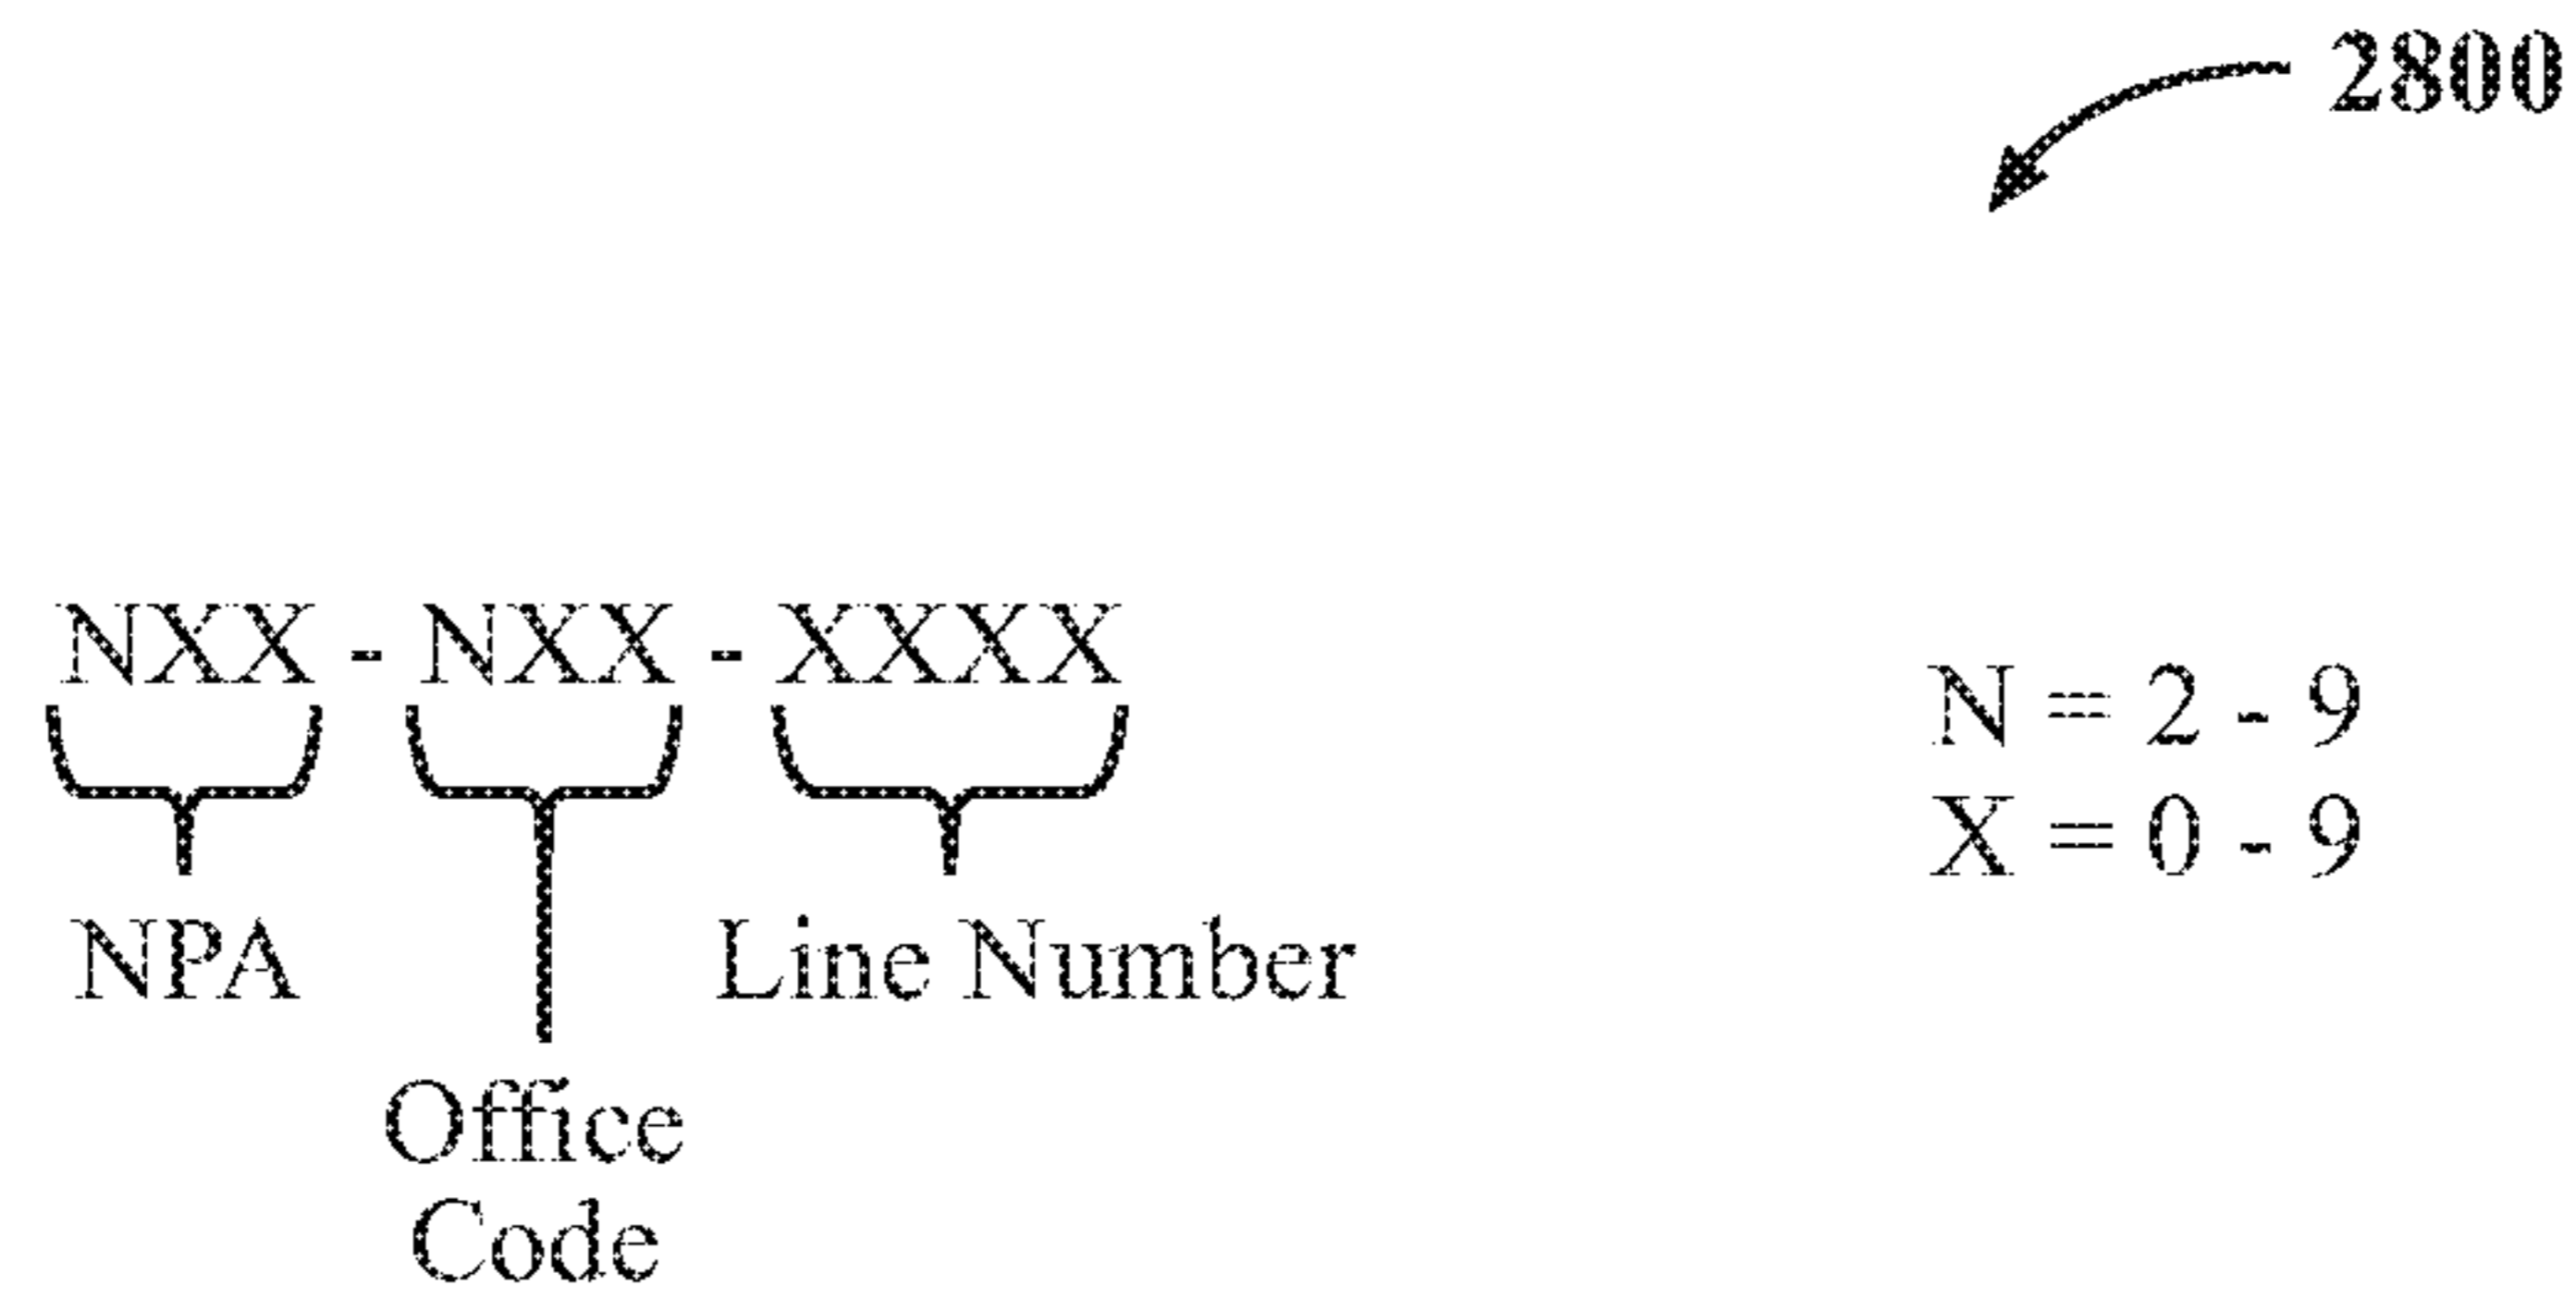 2800
NXX - NXX - XXXX
N = 2 - 9
X = 0 - 9
NPA
Line Number
Office
Code